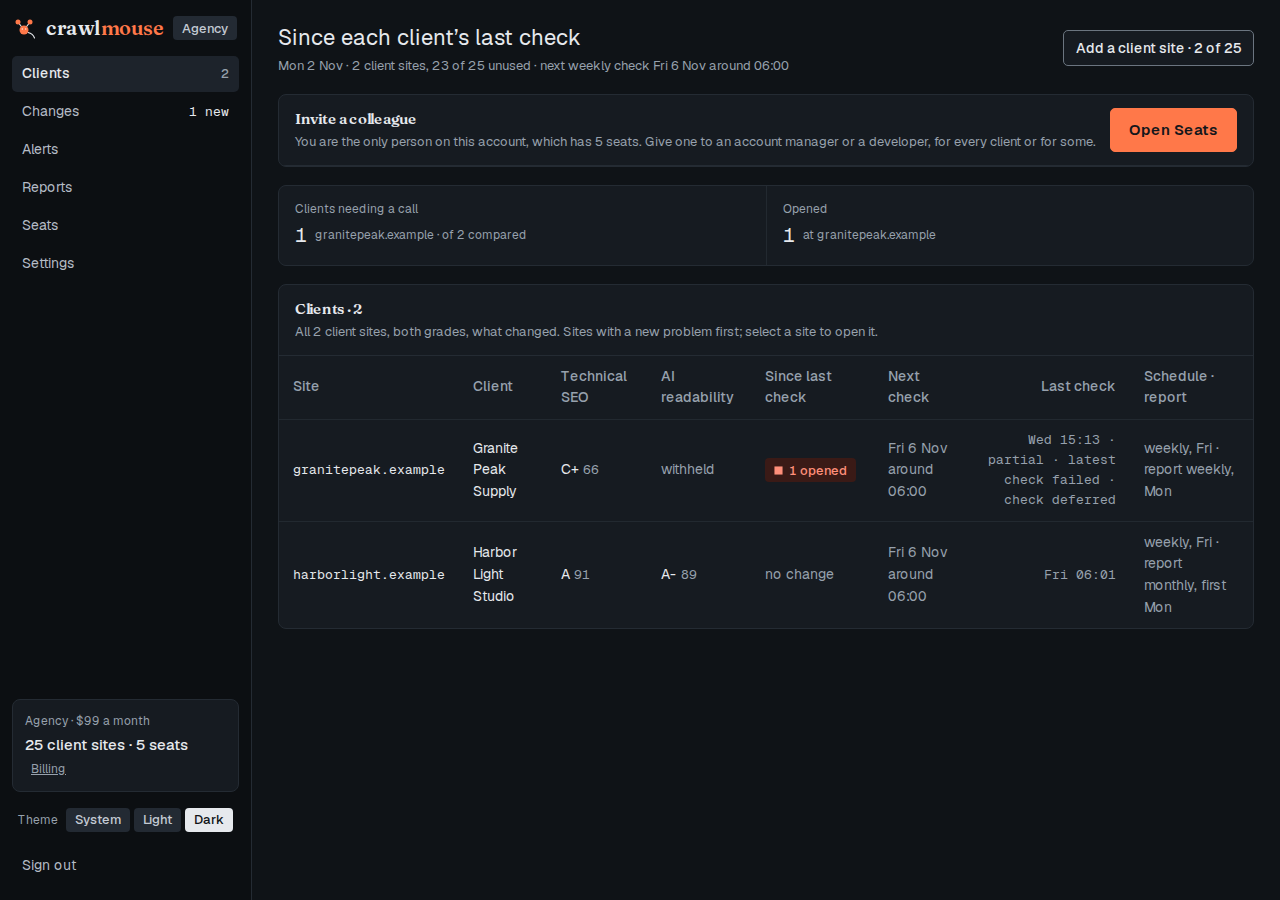 crawlmouse Agency
Clients 2
Changes 1 new
Alerts
Reports
Seats
Settings
Agency · $99 a month
25 client sites · 5 seats
Billing
Theme System Light Dark
Sign out
Since each client’s last check
Mon 2 Nov · 2 client sites, 23 of 25 unused · next weekly check Fri 6 Nov around 06:00
Add a client site · 2 of 25
Invite a colleague
You are the only person on this account, which has 5 seats. Give one to an account manager or a developer, for every client or for some.
Open Seats
Clients needing a call
1 granitepeak.example · of 2 compared
Opened
1 at granitepeak.example
Clients · 2
All 2 client sites, both grades, what changed. Sites with a new problem first; select a site to open it.
Site
Client
Technical
SEO
AI
readability
Since last
check
Next
check
Last check
Schedule ·
report
granitepeak.example
Granite
Peak
Supply
C+ 66
withheld
1 opened
Fri 6 Nov
around
06:00
Wed 15:13 ·
partial · latest
check failed ·
check deferred
weekly, Fri ·
report weekly,
Mon
harborlight.example
Harbor
Light
Studio
A 91
A- 89
no change
Fri 6 Nov
around
06:00
Fri 06:01
weekly, Fri ·
report
monthly, first
Mon